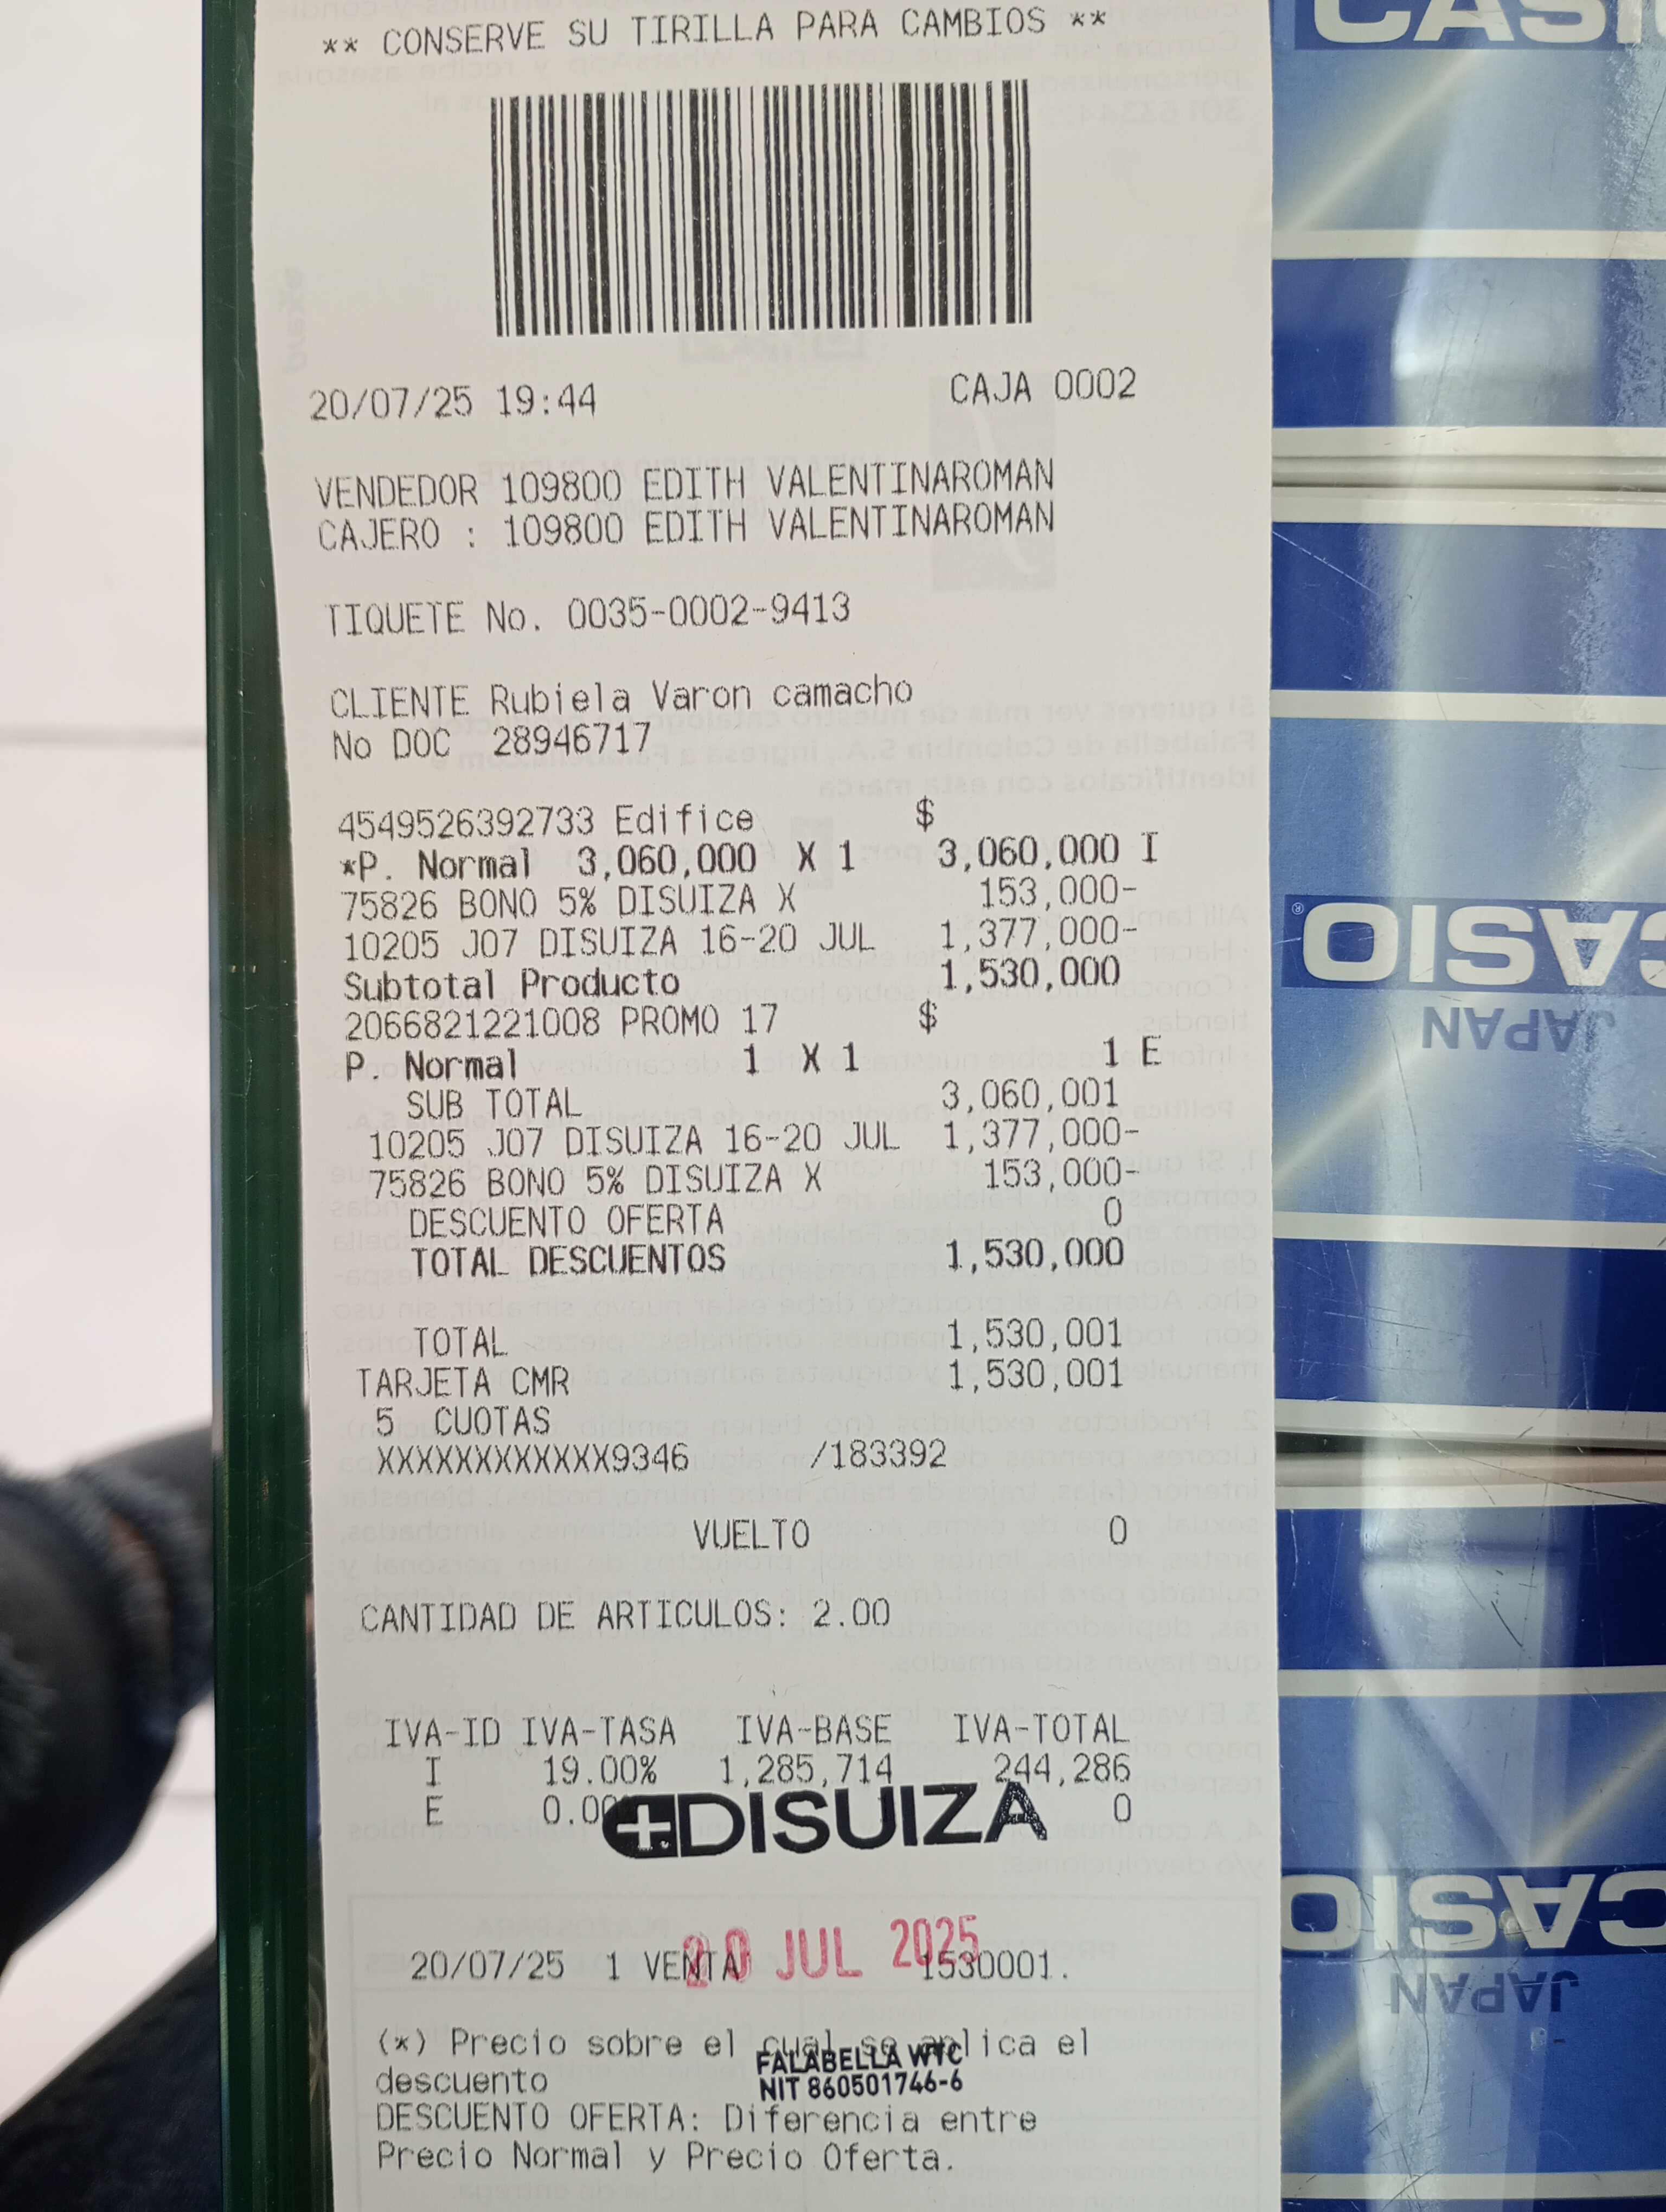 ** CONSERVE SU TIRILLA PARA CAMBIOS **
20/07/25 19:44 CAJA 0002
VENDEDOR 109800 EDITH VALENTINAROMAN
CAJERO : 109800 EDITH VALENTINAROMAN
TIQUETE No. 0035-0002-9413
CLIENTE Rubiela Varon camacho
No DOC 28946717
4549526392733 Edifice $
*P. Normal 3,060,000 X 1 3,060,000 I
75826 BONO 5% DISUIZA X 153,000-
10205 J07 DISUIZA 16-20 JUL 1,377,000-
Subtotal Producto 1,530,000
2066821221008 PROMO 17 $
P. Normal 1 X 1 1 E
SUB TOTAL 3,060,001
10205 J07 DISUIZA 16-20 JUL 1,377,000-
75826 BONO 5% DISUIZA X 153,000-
DESCUENTO OFERTA 0
TOTAL DESCUENTOS 1,530,000
TOTAL 1,530,001
TARJETA CMR 1,530,001
5 CUOTAS
XXXXXXXXXXXX9346 /183392
VUELTO 0
CANTIDAD DE ARTICULOS: 2.00
IVA-ID IVA-TASA IVA-BASE IVA-TOTAL
I 19.00% 1,285,714 244,286
E 0.00 0
DISUIZA
20 JUL 2025
20/07/25 1 VENTA 1530001.
(*) Precio sobre el cual se aplica el
descuento
FALABELLA WTC
NIT 860501746-6
DESCUENTO OFERTA: Diferencia entre
Precio Normal y Precio Oferta.
CASIO
CASIO
JAPAN
CASIO
JAPAN